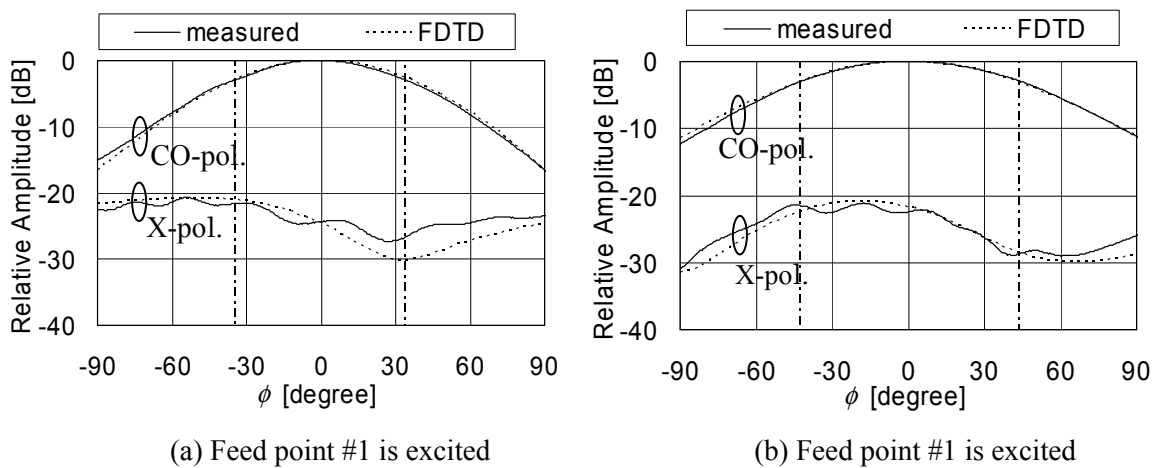 measured FDTD
Relative Amplitude [dB]
0
-10
-20
-30
-40
CO-pol.
X-pol.
-90 -60 -30 0 30 60 90
ϕ [degree]
(a) Feed point #1 is excited
measured FDTD
Relative Amplitude [dB]
0
-10
-20
-30
-40
CO-pol.
X-pol.
-90 -60 -30 0 30 60 90
ϕ [degree]
(b) Feed point #1 is excited